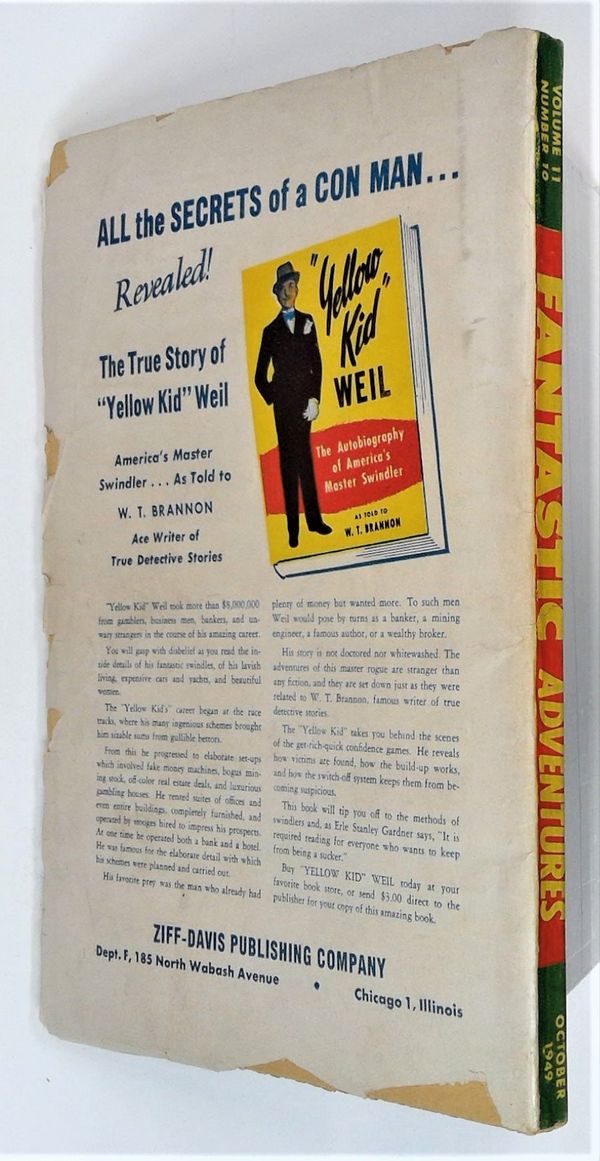 ALL the SECRETS of a CON MAN...
Revealed!
The True Story of
"Yellow Kid" Weil
America's Master
Swindler . . . As Told to
W. T. BRANNON
Ace Writer of
True Detective Stories
"Yellow
Kid"
WEIL
The Autobiography
of America's
Master Swindler
AS TOLD TO
W. T. BRANNON
"Yellow Kid" Weil took more than $8,000,000
from gamblers, business men, bankers, and un-
wary strangers in the course of his amazing career.
You will gasp with disbelief as you read the in-
side details of his fantastic swindles, of his lavish
living, expensive cars and yachts, and beautiful
women.
The "Yellow Kid's" career began at the race
tracks, where his many ingenious schemes brought
him sizable sums from gullible bettors.
From this he progressed to elaborate set-ups
which involved fake money machines, bogus min-
ing stock, off-color real estate deals, and luxurious
gambling houses. He rented suites of offices and
even entire buildings, completely furnished, and
operated by stooges hired to impress his prospects.
At one time he operated both a bank and a hotel.
He was famous for the elaborate detail with which
his schemes were planned and carried out.
His favorite prey was the man who already had
plenty of money but wanted more. To such men
Weil would pose by turns as a banker, a mining
engineer, a famous author, or a wealthy broker.
His story is not doctored nor whitewashed. The
adventures of this master rogue are stranger than
any fiction, and they are set down just as they were
related to W. T. Brannon, famous writer of true
detective stories.
The "Yellow Kid" takes you behind the scenes
of the get-rich-quick confidence games. He reveals
how victims are found, how the build-up works,
and how the switch-off system keeps them from be-
coming suspicious.
This book will tip you off to the methods of
swindlers and, as Erle Stanley Gardner says, "It is
required reading for everyone who wants to keep
from being a sucker."
Buy "YELLOW KID" WEIL today at your
favorite book store, or send $3.00 direct to the
publisher for your copy of this amazing book.
ZIFF-DAVIS PUBLISHING COMPANY
Dept. F, 185 North Wabash Avenue • Chicago 1, Illinois
VOLUME 11
NUMBER 10
FANTASTIC ADVENTURES
OCTOBER
1949